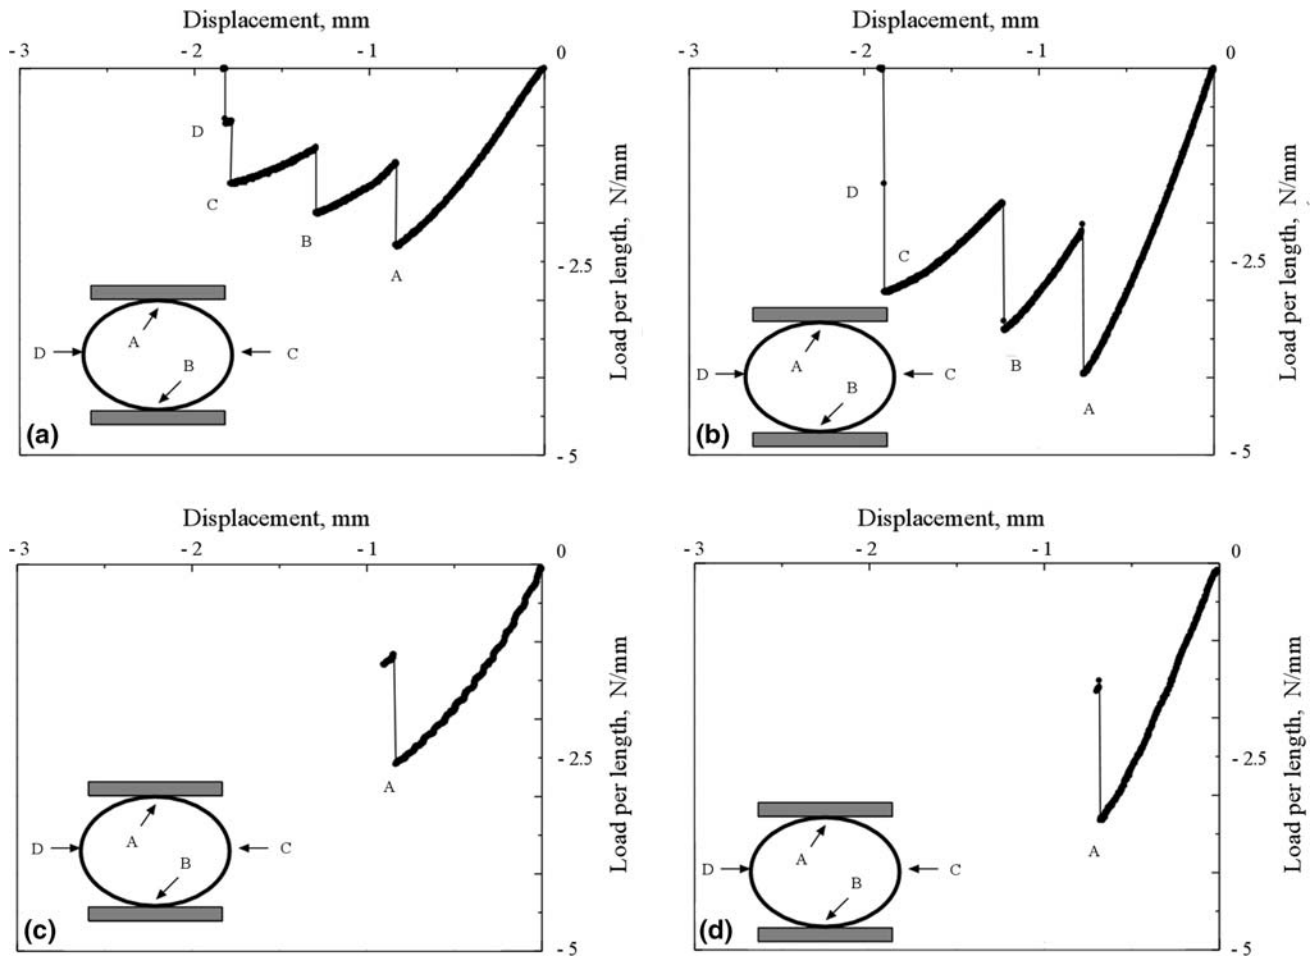 Displacement, mm
- 3
- 2
- 1
0
D
C
B
A
Load per length, N/mm
- 2.5
- 5
A
B
D
C
(a)
Displacement, mm
- 3
- 2
- 1
0
D
C
B
A
Load per length, N/mm
- 2.5
- 5
A
B
D
C
(b)
Displacement, mm
- 3
- 2
- 1
0
A
Load per length, N/mm
- 2.5
- 5
A
B
D
C
(c)
Displacement, mm
- 3
- 2
- 1
0
A
Load per length, N/mm
- 2.5
- 5
A
B
D
C
(d)